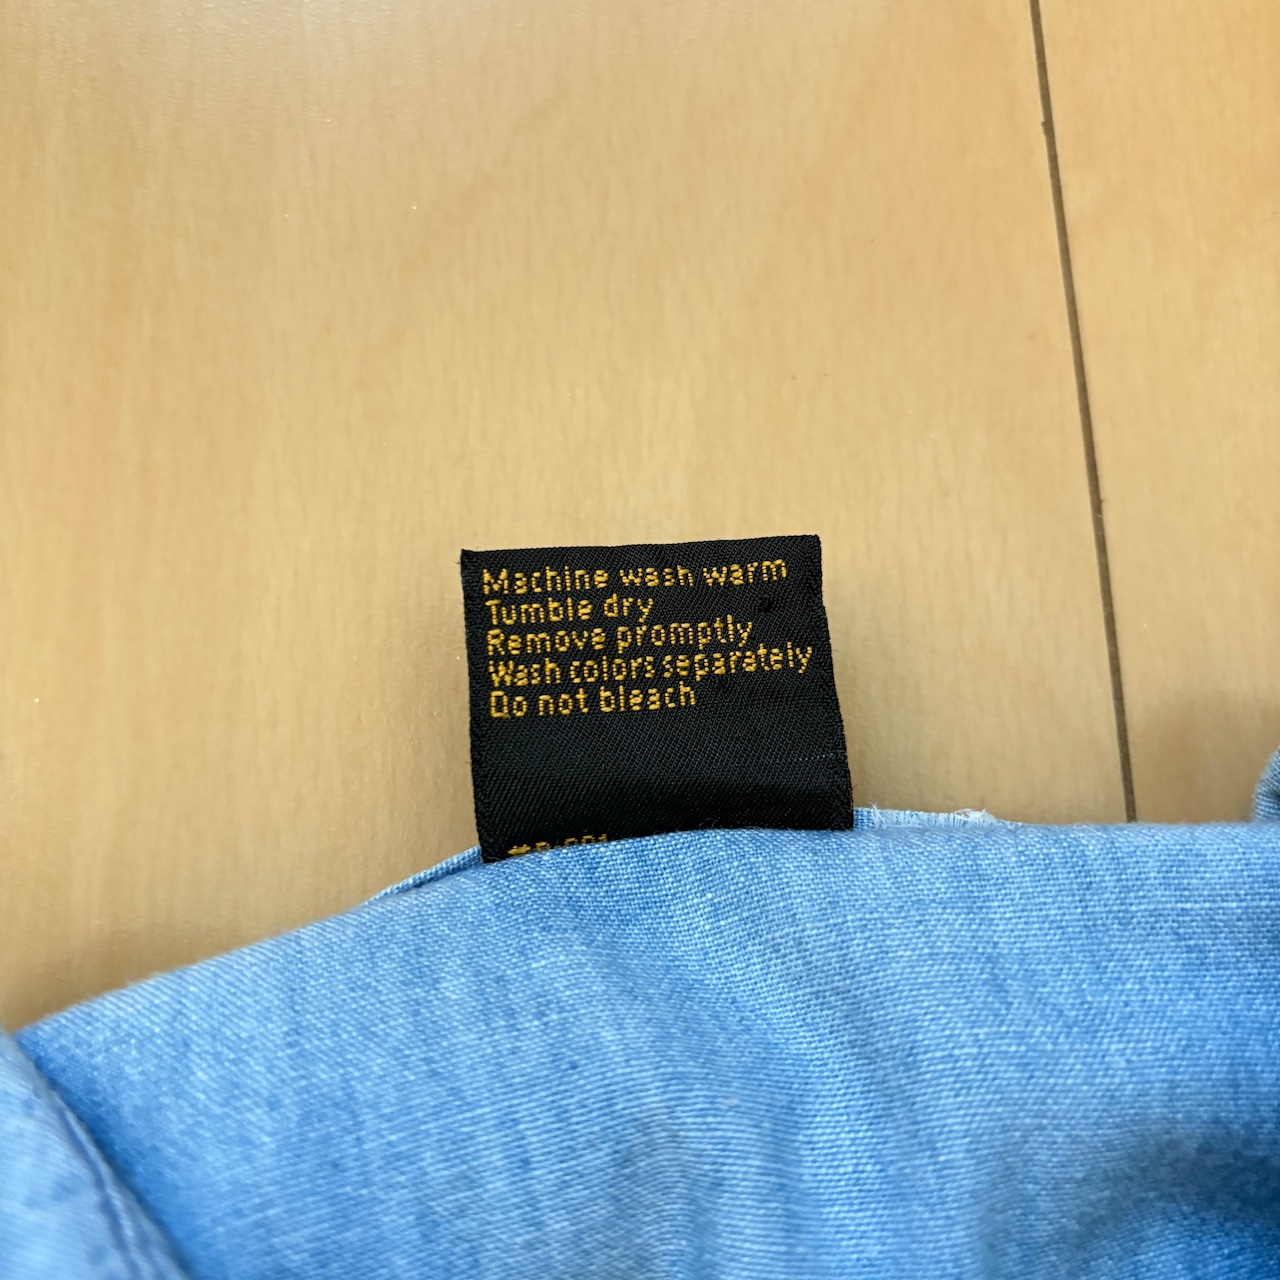 Machine wash warm
Tumble dry
Remove promptly
Wash colors separately
Do not bleach